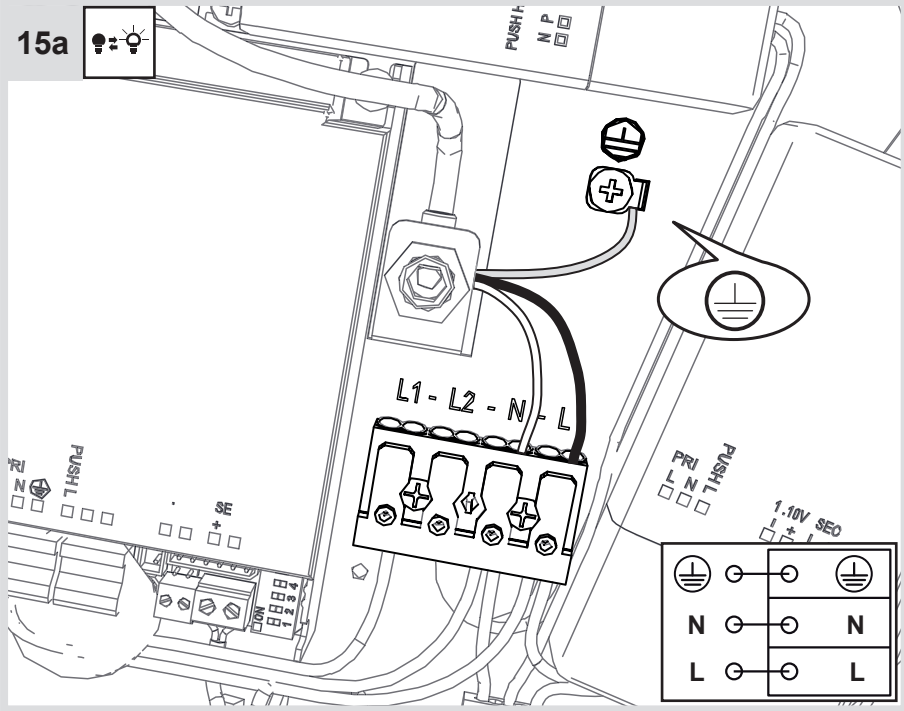 15a
PUSH
N P
L1 - L2 - N - L
PRI
N
PUSH L
SE
+
ON
1 2 3 4
PRI
L N
PUSH L
1.10V SEC
- +
N N
L L